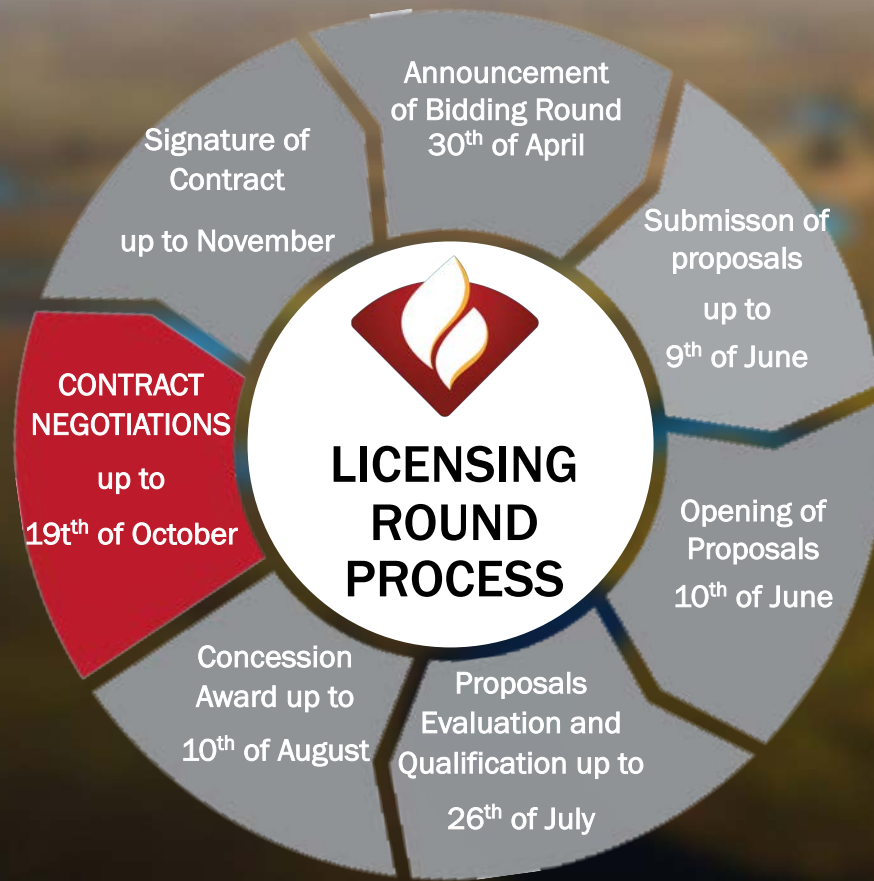 LICENSING
ROUND
PROCESS
Announcement
of Bidding Round
30th of April
Submisson of
proposals
up to
9th of June
Opening of
Proposals
10th of June
Proposals
Evaluation and
Qualification up to
26th of July
Concession
Award up to
10th of August
CONTRACT
NEGOTIATIONS
up to
19tth of October
Signature of
Contract
up to November